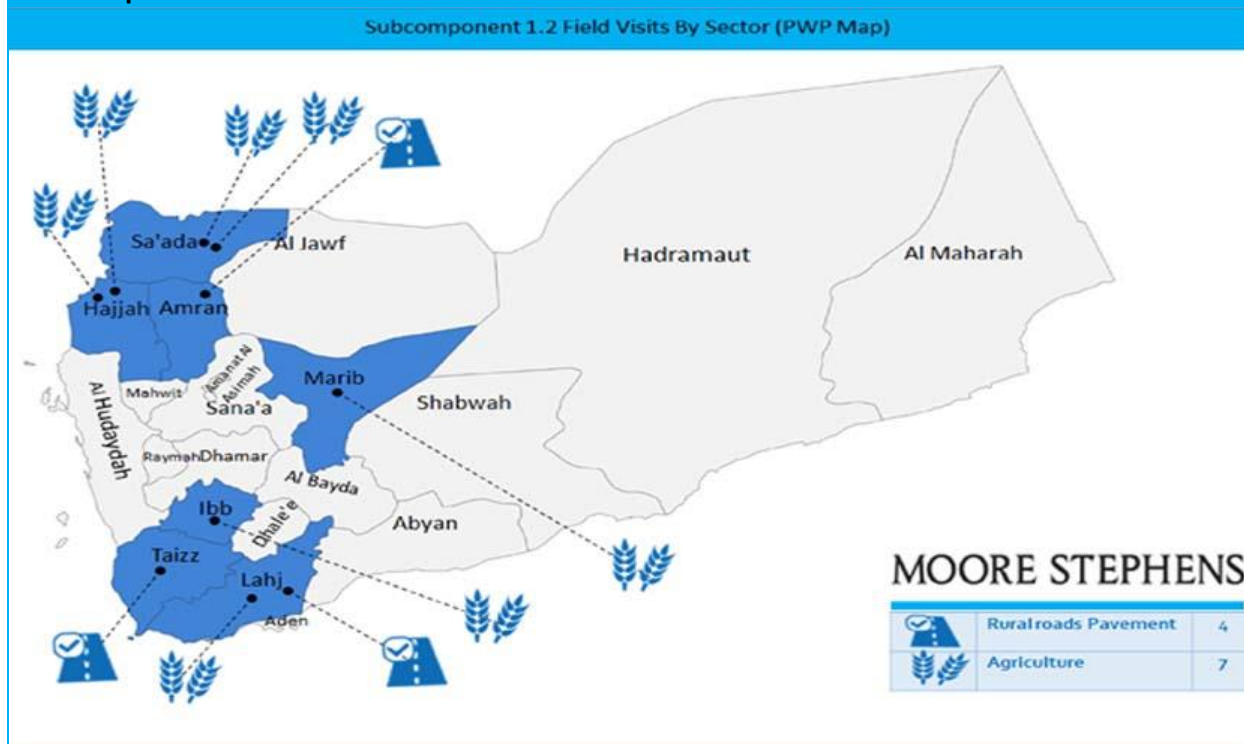 Subcomponent 1.2 Field Visits By Sector (PWP Map)
Sa'ada
Al Jawf
Hadramaut
Al Maharah
Hajjah
Amran
Amanat Al
Asimah
Marib
Mahwit
Sana'a
Shabwah
Al Hudaydah
Raymah
Dhamar
Al Bayda
Ibb
Dhale'e
Abyan
Taizz
Lahj
Aden
MOORE STEPHENS
Rural roads Pavement 4
Agriculture 7